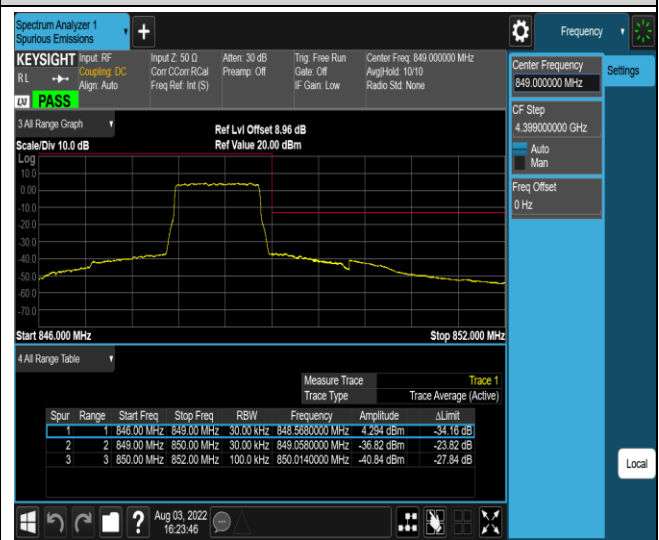 Spectrum Analyzer 1
Spurious Emissions
Frequency
KEYSIGHT Input: RF Input Z: 50 Ω Atten: 30 dB Trig: Free Run Center Freq: 849.000000 MHz
RL Coupling: DC Corr CCorr RCal Preamp: Off Gate: Off Avg|Hold: 10/10
Align: Auto Freq Ref: Int (S) IF Gain: Low Radio Std: None
LXI PASS
3 All Range Graph
Ref Lvl Offset 8.96 dB
Scale/Div 10.0 dB Ref Value 20.00 dBm
Log
10.0
0.00
-10.0
-20.0
-30.0
-40.0
-50.0
-60.0
-70.0
Start 846.000 MHz Stop 852.000 MHz
4 All Range Table
Measure Trace Trace 1
Trace Type Trace Average (Active)
Spur Range Start Freq Stop Freq RBW Frequency Amplitude ΔLimit
1 1 846.00 MHz 849.00 MHz 30.00 kHz 848.5680000 MHz 4.294 dBm -34.16 dB
2 2 849.00 MHz 850.00 MHz 30.00 kHz 849.0580000 MHz -36.82 dBm -23.82 dB
3 3 850.00 MHz 852.00 MHz 100.0 kHz 850.0140000 MHz -40.84 dBm -27.84 dB
Aug 03, 2022
16:23:46
Center Frequency
849.000000 MHz
Settings
CF Step
4.399000000 GHz
Auto
Man
Freq Offset
0 Hz
Local